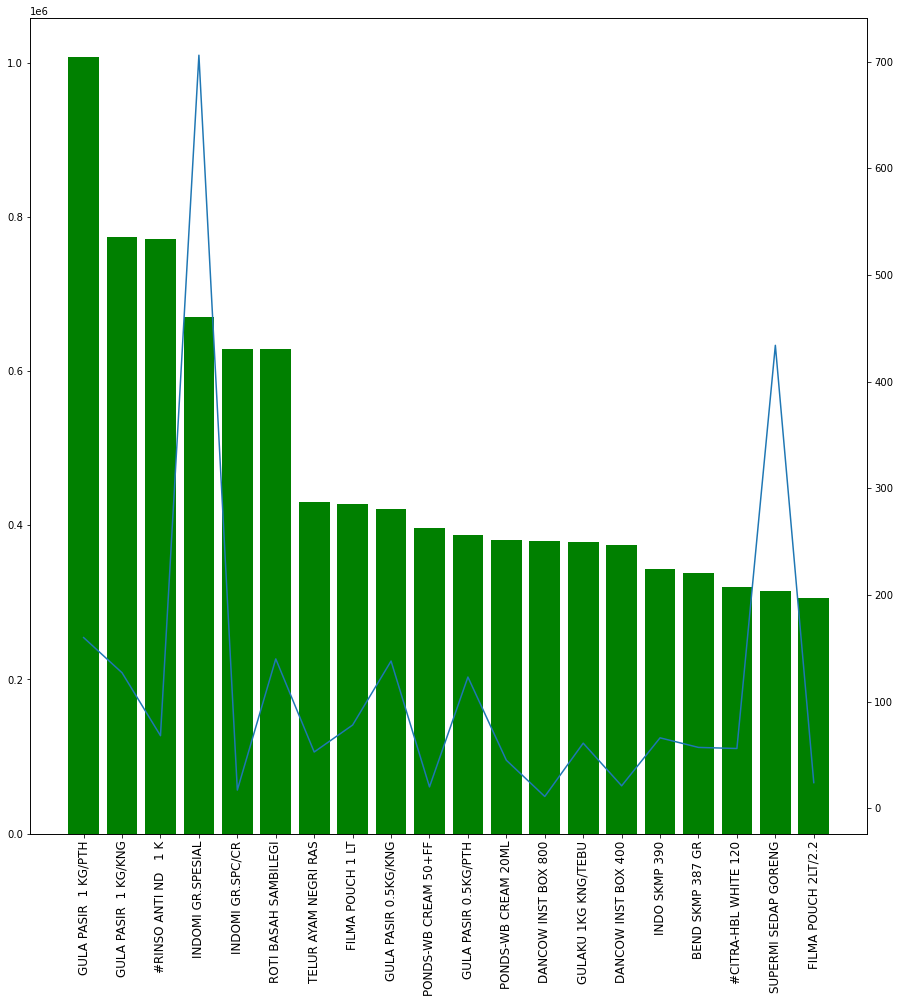 1e6
1.0
0.8
0.6
0.4
0.2
0.0
700
600
500
400
300
200
100
0
GULA PASIR  1 KG/PTH
GULA PASIR  1 KG/KNG
#RINSO ANTI ND   1 K
INDOMI GR.SPESIAL
INDOMI GR.SPC/CR
ROTI BASAH SAMBILEGI
TELUR AYAM NEGRI RAS
FILMA POUCH 1 LT
GULA PASIR 0.5KG/KNG
PONDS-WB CREAM 50+FF
GULA PASIR 0.5KG/PTH
PONDS-WB CREAM 20ML
DANCOW INST BOX 800
GULAKU 1KG KNG/TEBU
DANCOW INST BOX 400
INDO SKMP 390
BEND SKMP 387 GR
#CITRA-HBL WHITE 120
SUPERMI SEDAP GORENG
FILMA POUCH 2LT/2.2